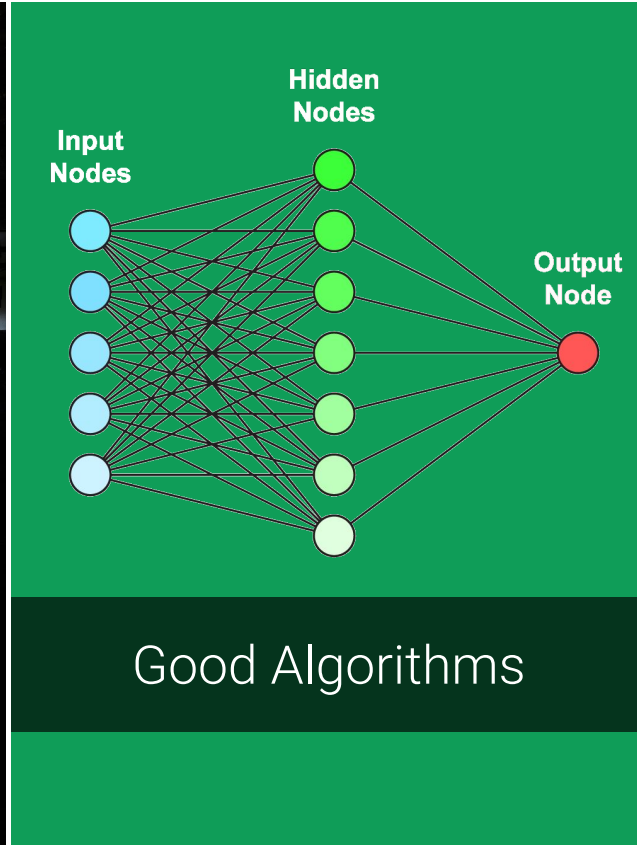 Hidden
Nodes
Input
Nodes
Output
Node
Good Algorithms